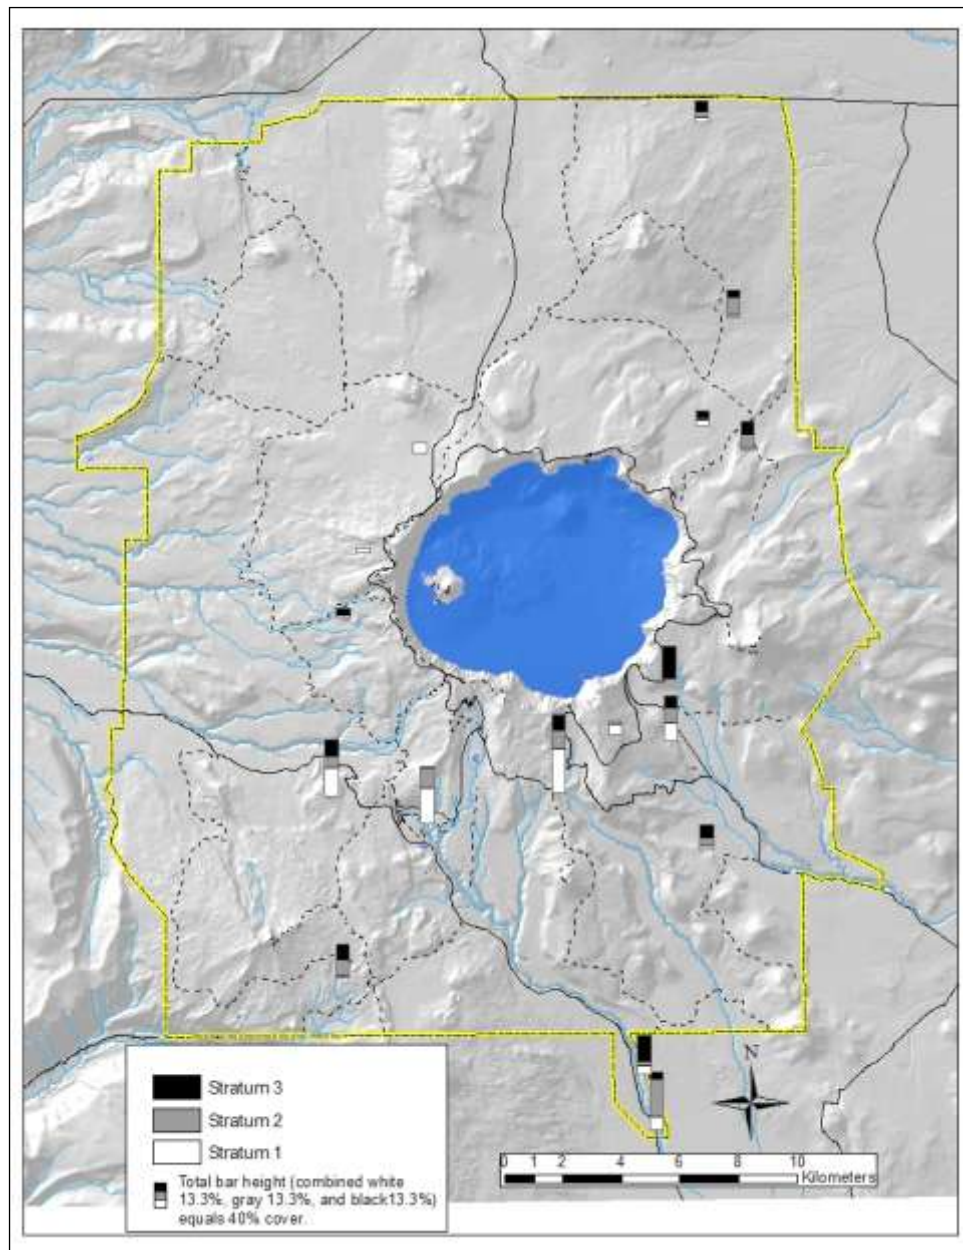 N
Stratum 3
Stratum 2
Stratum 1
Total bar height (combined white
13.3%, gray 13.3%, and black13.3%)
equals 40% cover.
0 1 2 4 6 8 10
Kilometers